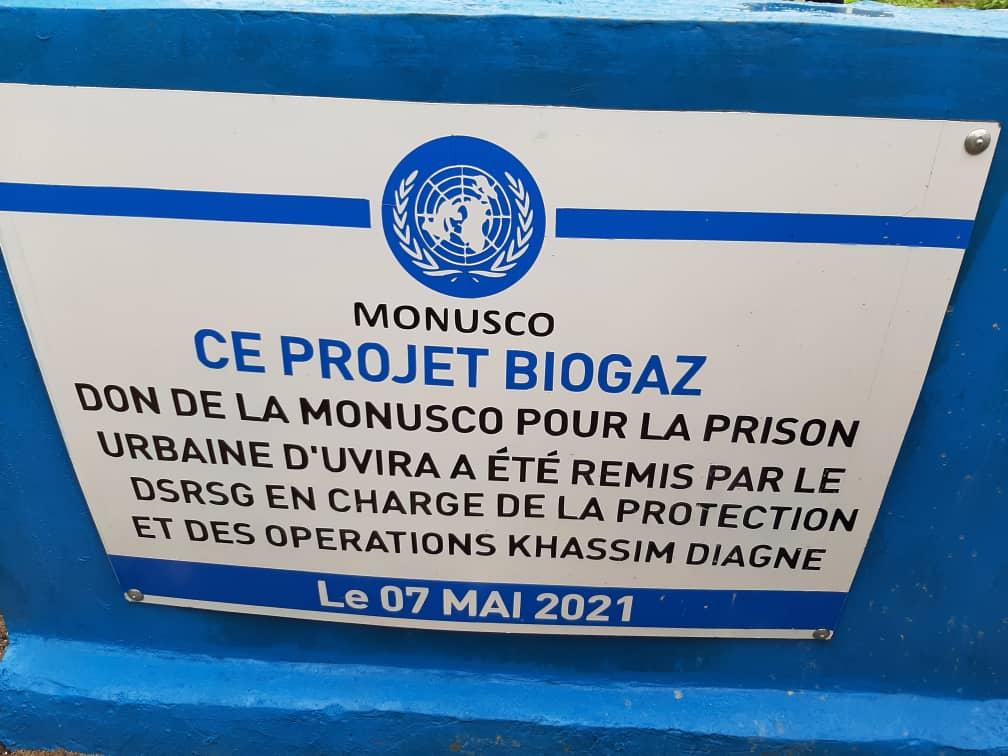 MONUSCO
CE PROJET BIOGAZ
DON DE LA MONUSCO POUR LA PRISON
URBAINE D'UVIRA A ÉTÉ REMIS PAR LE
DSRSG EN CHARGE DE LA PROTECTION
ET DES OPERATIONS KHASSIM D!AGNE
Le 07 MAI 2021